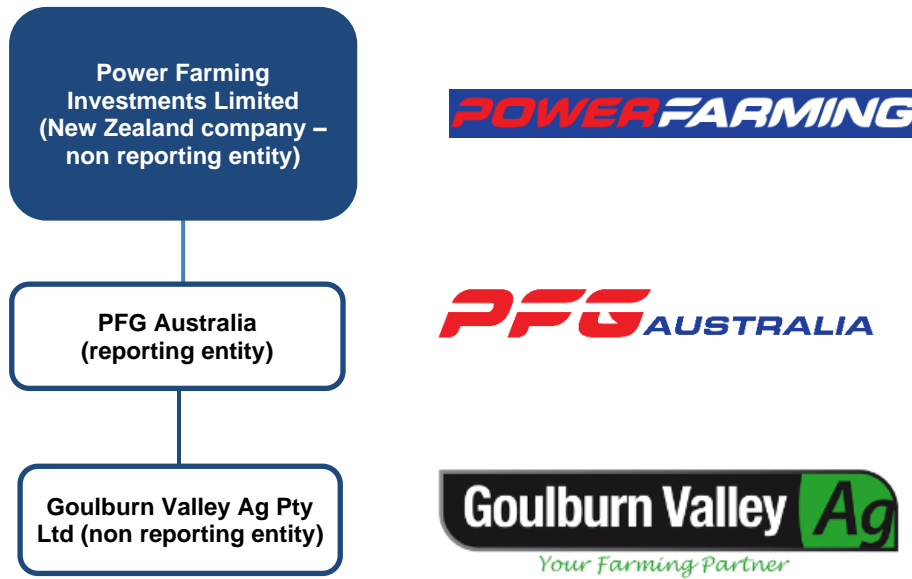 Power Farming
Investments Limited
(New Zealand company –
non reporting entity)
POWERFARMING
PFG Australia
(reporting entity)
PFG AUSTRALIA
Goulburn Valley Ag Pty
Ltd (non reporting entity)
Goulburn Valley Ag
Your Farming Partner